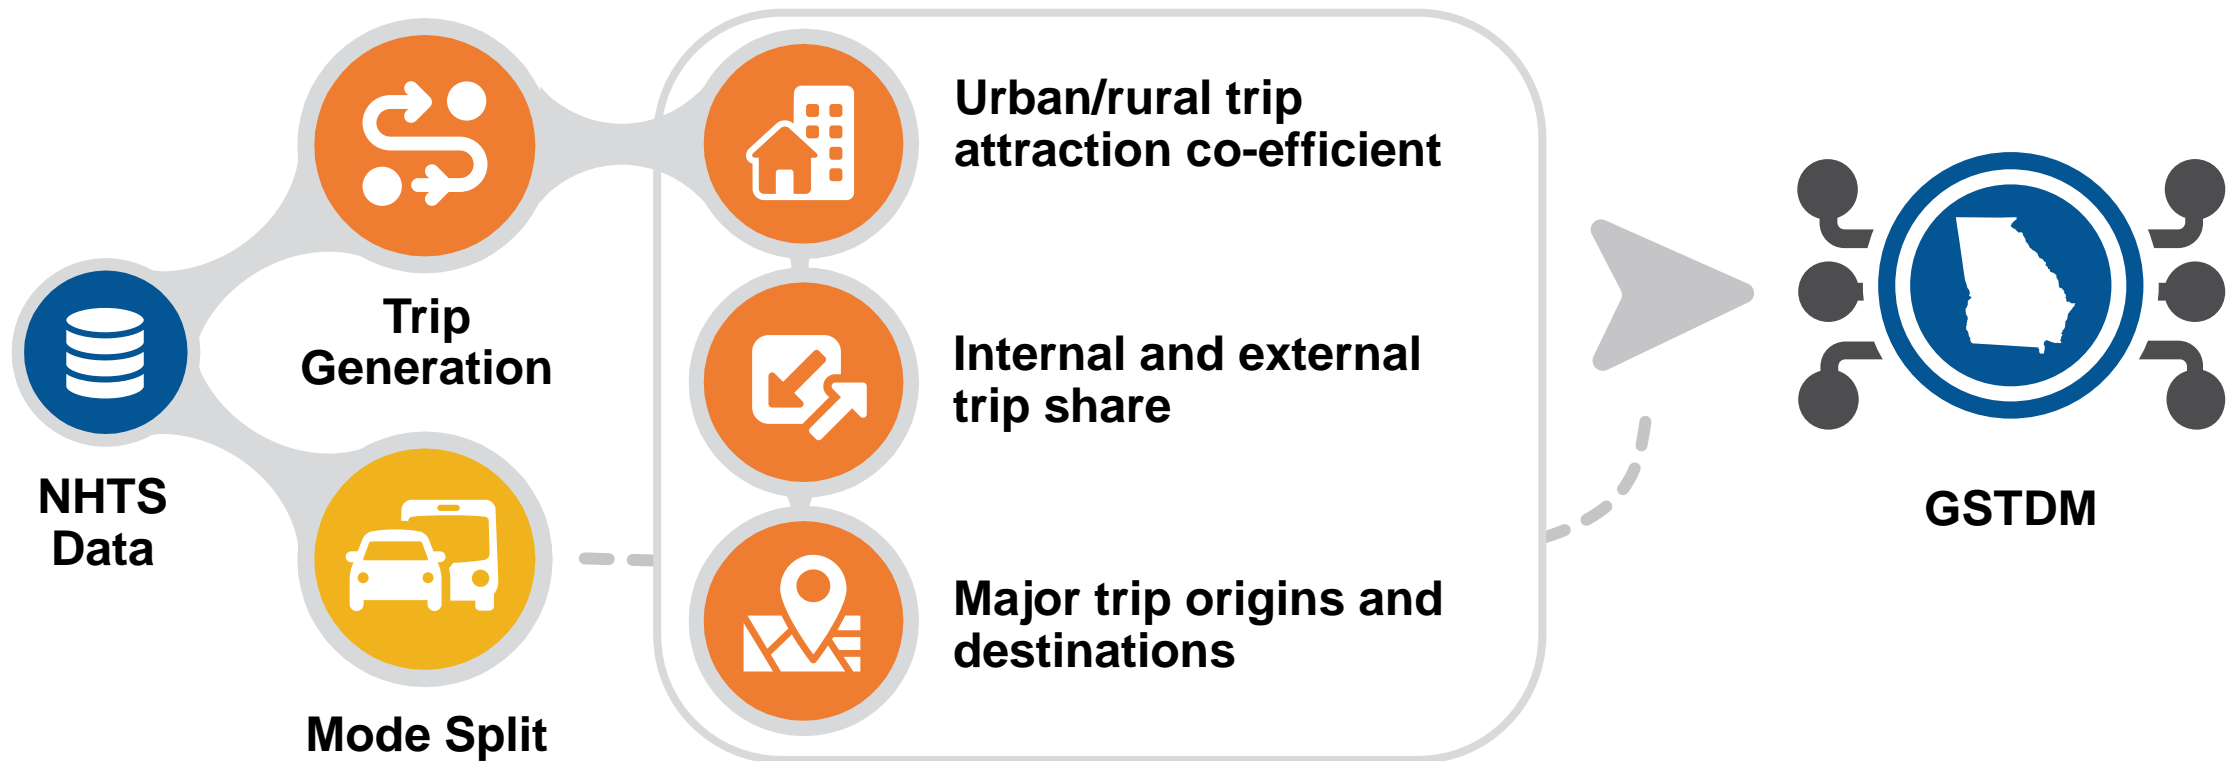 Trip
Generation
NHTS
Data
Mode Split
Urban/rural trip
attraction co-efficient
Internal and external
trip share
Major trip origins and
destinations
GSTDM